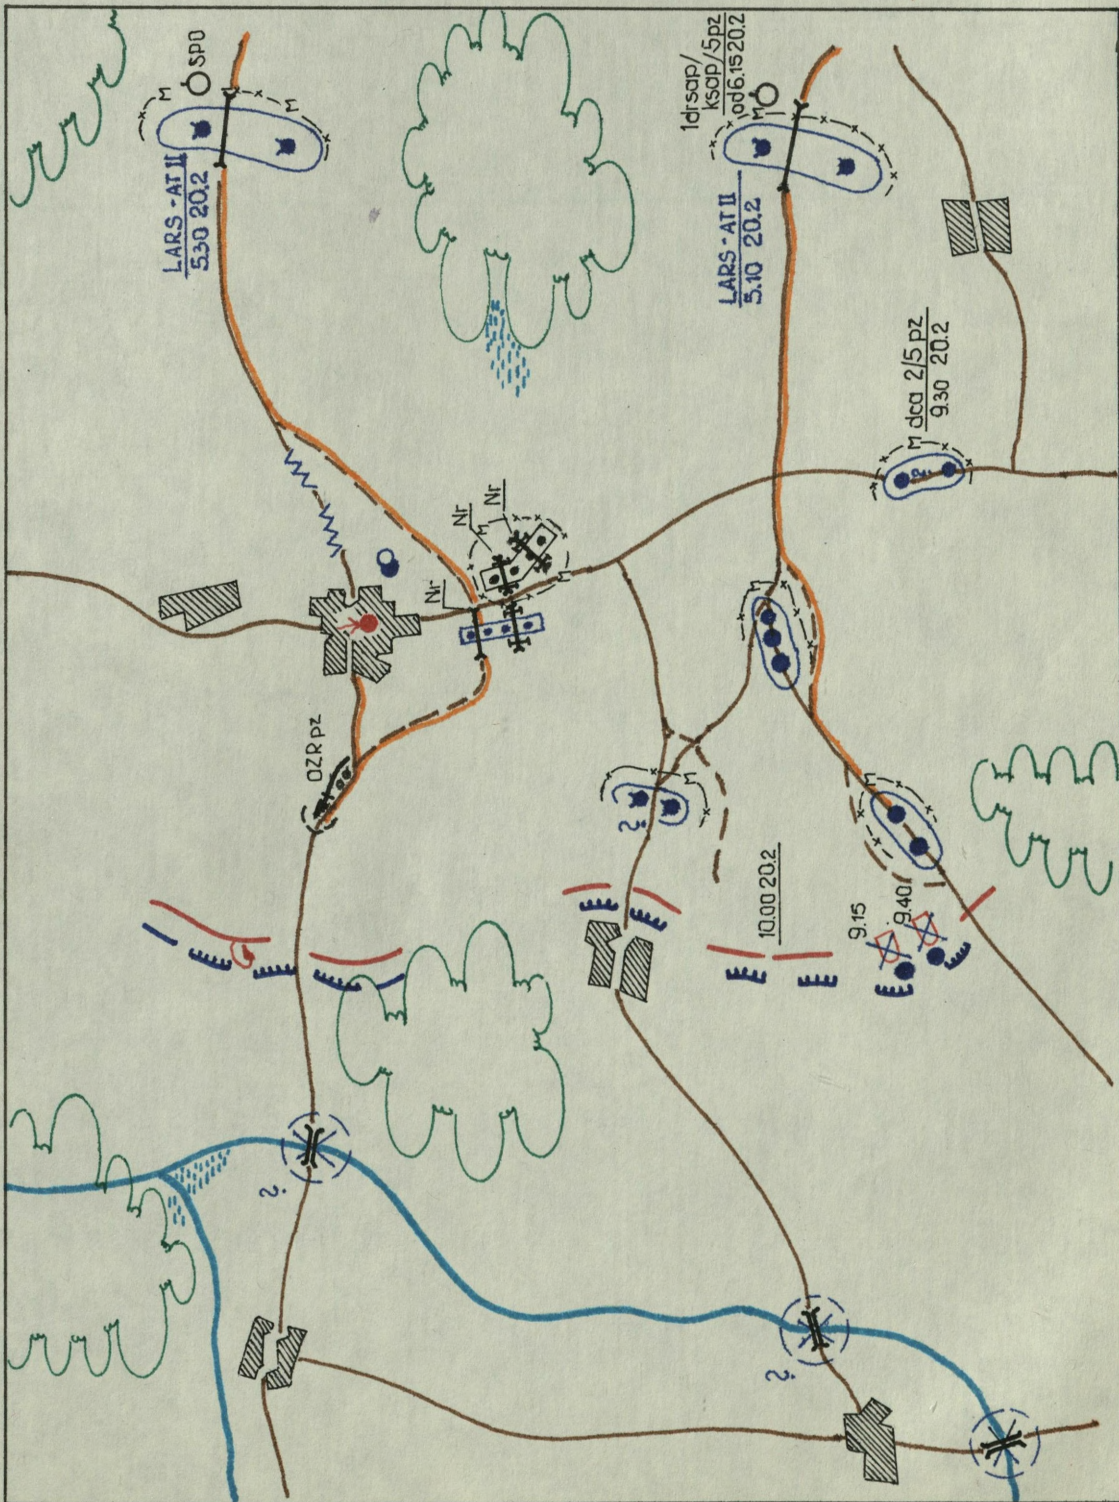 SPO
LARS-AT II
5.30 20.2
1drsap/
ksap/5pz
od 6.15 20.2
M
M
M
LARS-AT II
5.10 20.2
dca 2/5 pz
9.30 20.2
M
Nr
Nr
Nr
M
M
M
OZR pz
M
M
?
10.00 20.2
9.15
9.40
?
?